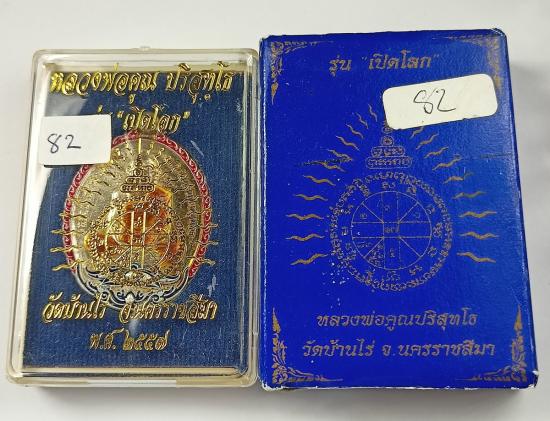 หลวงพ่อคูณ ปริสุทฺโธ
"เปิดโลก"
82
วัดบ้านไร่ จ.นครราชสีมา
พ.ศ. ๒๕๕๗
รุ่น "เปิดโลก"
82
หลวงพ่อคูณปริสุทโธ
วัดบ้านไร่ จ.นครราชสีมา